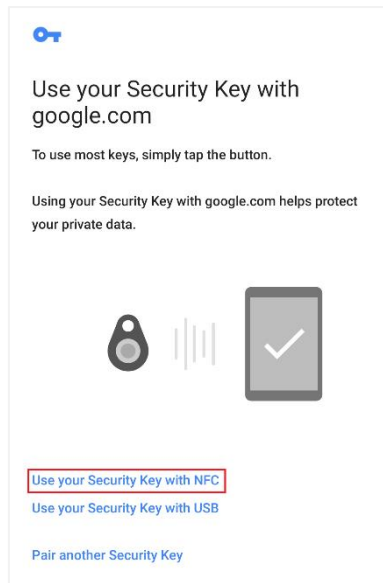 Use your Security Key with
google.com
To use most keys, simply tap the button.
Using your Security Key with google.com helps protect
your private data.
Use your Security Key with NFC
Use your Security Key with USB
Pair another Security Key